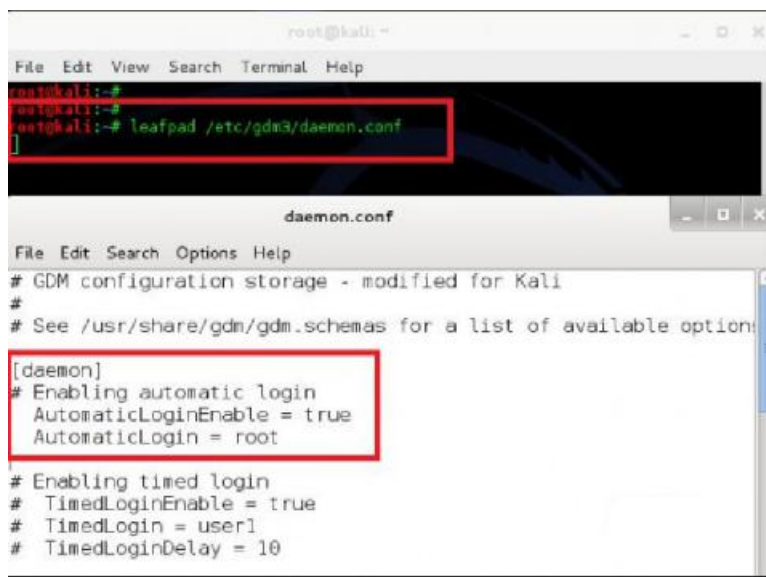 root@kali: ~
File Edit View Search Terminal Help
root@kali:~#
root@kali:~#
root@kali:~# leafpad /etc/gdm3/daemon.conf
daemon.conf
File Edit Search Options Help
# GDM configuration storage - modified for Kali
#
# See /usr/share/gdm/gdm.schemas for a list of available option
[daemon]
# Enabling automatic login
AutomaticLoginEnable = true
AutomaticLogin = root
# Enabling timed login
# TimedLoginEnable = true
# TimedLogin = user1
# TimedLoginDelay = 10